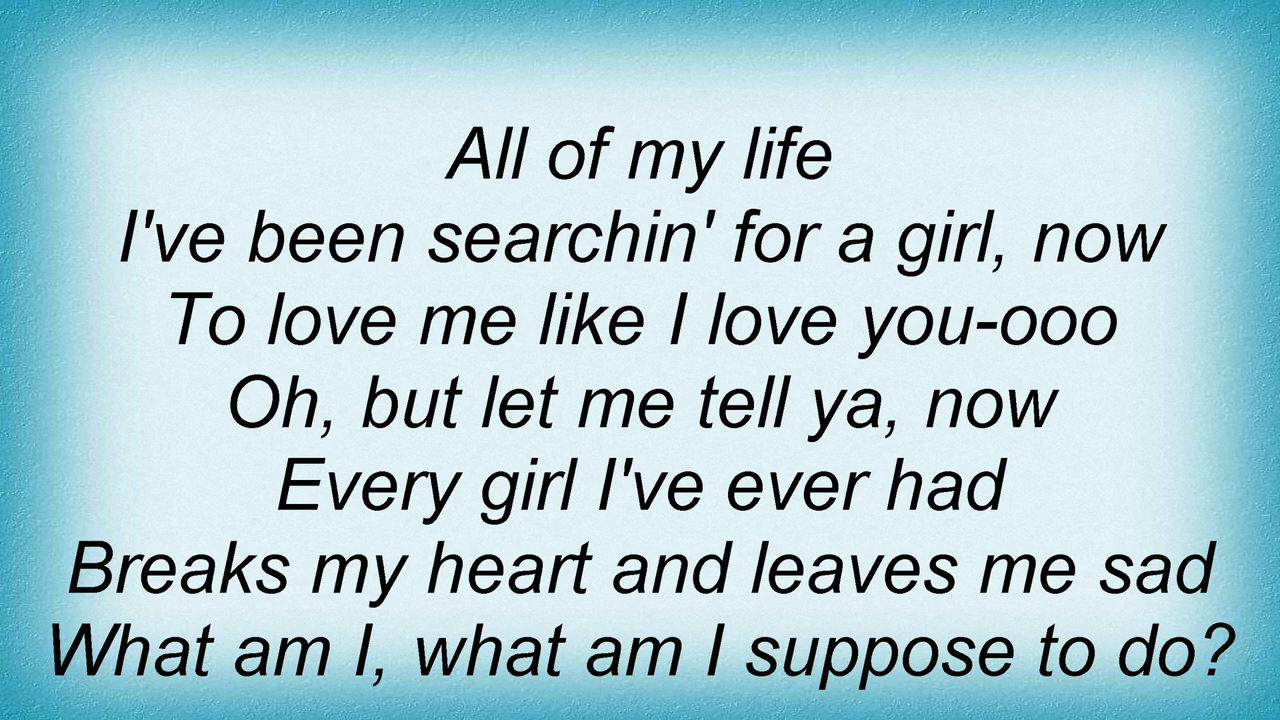 All of my life
I've been searchin' for a girl, now
To love me like I love you-ooo
Oh, but let me tell ya, now
Every girl I've ever had
Breaks my heart and leaves me sad
What am I, what am I suppose to do?